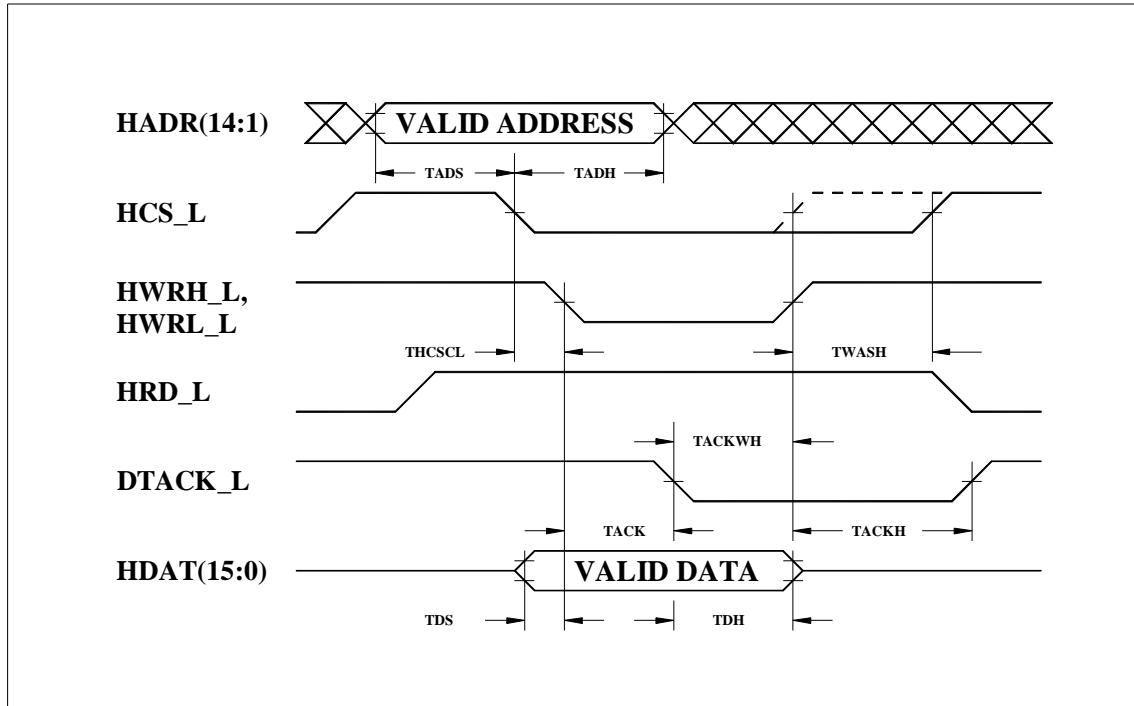 HADR(14:1)
VALID ADDRESS
TADS
TADH
HCS_L
HWRH_L,
HWRL_L
THCSCL
TWASH
HRD_L
TACKWH
DTACK_L
TACK
TACKH
HDAT(15:0)
VALID DATA
TDS
TDH